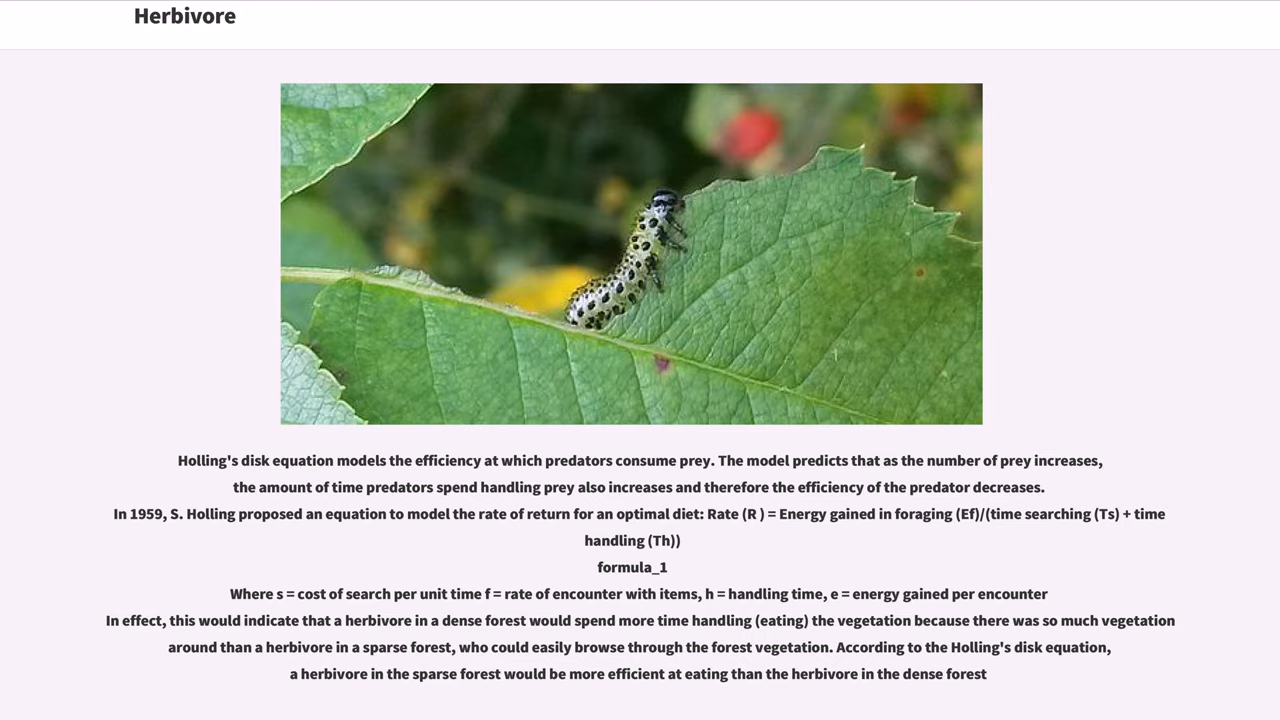 Herbivore
Holling's disk equation models the efficiency at which predators consume prey. The model predicts that as the number of prey increases,
the amount of time predators spend handling prey also increases and therefore the efficiency of the predator decreases.
In 1959, S. Holling proposed an equation to model the rate of return for an optimal diet: Rate (R ) = Energy gained in foraging (Ef)/(time searching (Ts) + time
handling (Th))
formula_1
Where s = cost of search per unit time f = rate of encounter with items, h = handling time, e = energy gained per encounter
In effect, this would indicate that a herbivore in a dense forest would spend more time handling (eating) the vegetation because there was so much vegetation
around than a herbivore in a sparse forest, who could easily browse through the forest vegetation. According to the Holling's disk equation,
a herbivore in the sparse forest would be more efficient at eating than the herbivore in the dense forest